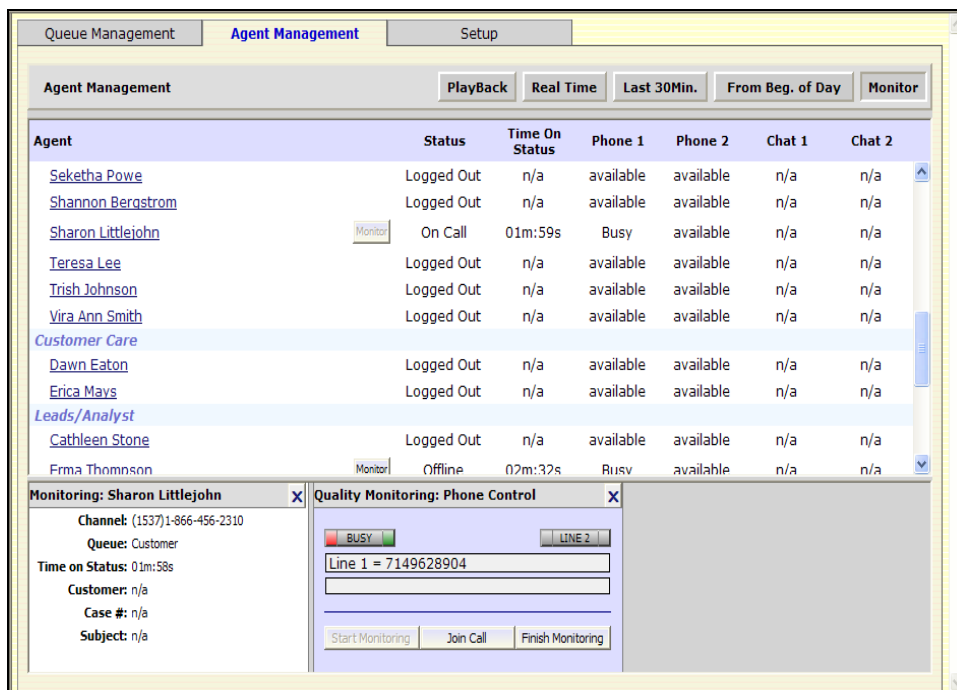 Queue Management Agent Management Setup
Agent Management PlayBack Real Time Last 30Min. From Beg. of Day Monitor
Agent Status Time On Status Phone 1 Phone 2 Chat 1 Chat 2
Seketha Powe Logged Out n/a available available n/a n/a
Shannon Bergstrom Logged Out n/a available available n/a n/a
Sharon Littlejohn Monitor On Call 01m:59s Busy available n/a n/a
Teresa Lee Logged Out n/a available available n/a n/a
Trish Johnson Logged Out n/a available available n/a n/a
Vira Ann Smith Logged Out n/a available available n/a n/a
Customer Care
Dawn Eaton Logged Out n/a available available n/a n/a
Erica Mays Logged Out n/a available available n/a n/a
Leads/Analyst
Cathleen Stone Logged Out n/a available available n/a n/a
Erma Thompson Monitor Offline 02m:32s Busy available n/a n/a
Monitoring: Sharon Littlejohn X
Channel: (1537)1-866-456-2310
Queue: Customer
Time on Status: 01m:58s
Customer: n/a
Case #: n/a
Subject: n/a
Quality Monitoring: Phone Control X
BUSY LINE 2
Line 1 = 7149628904
Start Monitoring Join Call Finish Monitoring